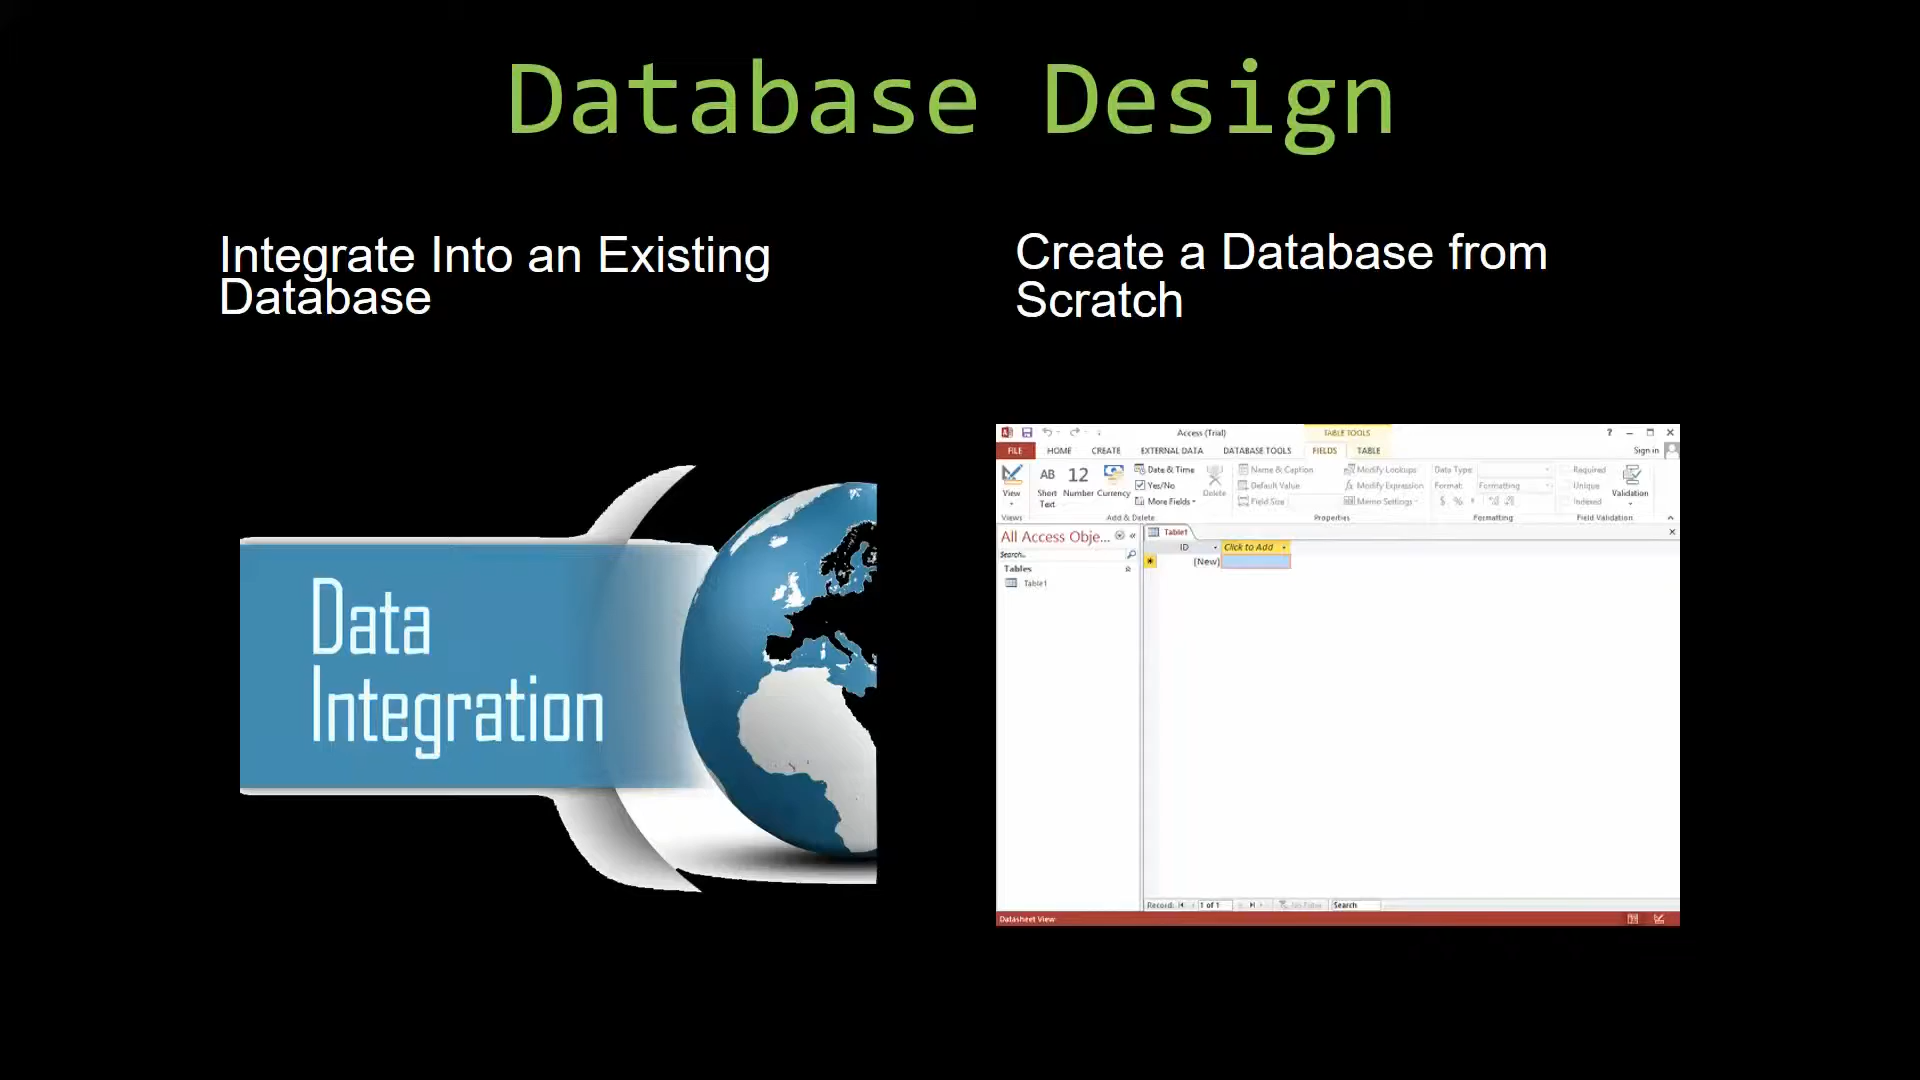 Database Design
Integrate Into an Existing
Database
Create a Database from
Scratch
Data
Integration
Access (Trial)
TABLE TOOLS
?
FILE HOME CREATE EXTERNAL DATA DATABASE TOOLS FIELDS TABLE Sign in
View
Views
AB
Short
Text
12
Number
Currency
Date & Time
Yes/No
More Fields
Delete
Add & Delete
Name & Caption
Default Value
Field Size
Modify Lookups
Modify Expression
Memo Settings
Properties
Data Type:
Format: Formatting
$ %
Formatting
Required
Unique
Indexed
Validation
Field Validation
All Access Obje...
Search...
Tables
Table1
Table1
ID Click to Add
(New)
Record: 1 of 1 No Filter Search
Datasheet View